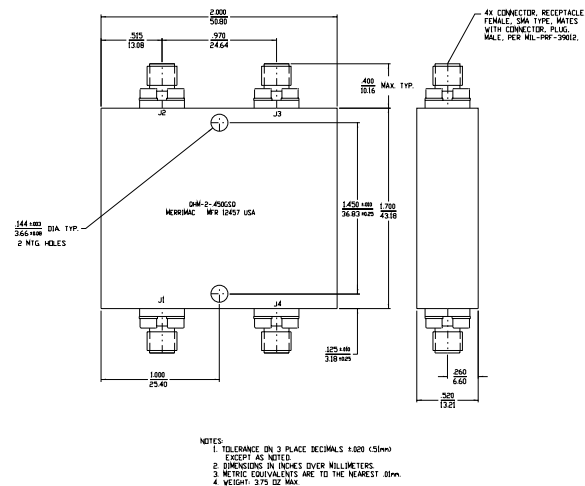 2.000
50.80
.515
13.08
.970
24.64
4X CONNECTOR, RECEPTACLE
FEMALE, SMA TYPE, MATES
WITH CONNECTOR, PLUG,
MALE, PER MIL-PRF-39012.
.400
10.16
MAX. TYP.
J2
J3
QHM-2-.450GSO
MERRIMAC MFR 12457 USA
1.450 ±.010
36.83 ±0.25
1.700
43.18
.144 ±.003
3.66 ±0.08
DIA. TYP.
2 MTG. HOLES
J1
J4
.125 ±.010
3.18 ±0.25
1.000
25.40
.260
6.60
.520
13.21
NOTES:
1. TOLERANCE ON 3 PLACE DECIMALS ±.020 (.51mm)
EXCEPT AS NOTED.
2. DIMENSIONS IN INCHES OVER MILLIMETERS.
3. METRIC EQUIVALENTS ARE TO THE NEAREST .01mm.
4. WEIGHT: 3.75 OZ MAX.